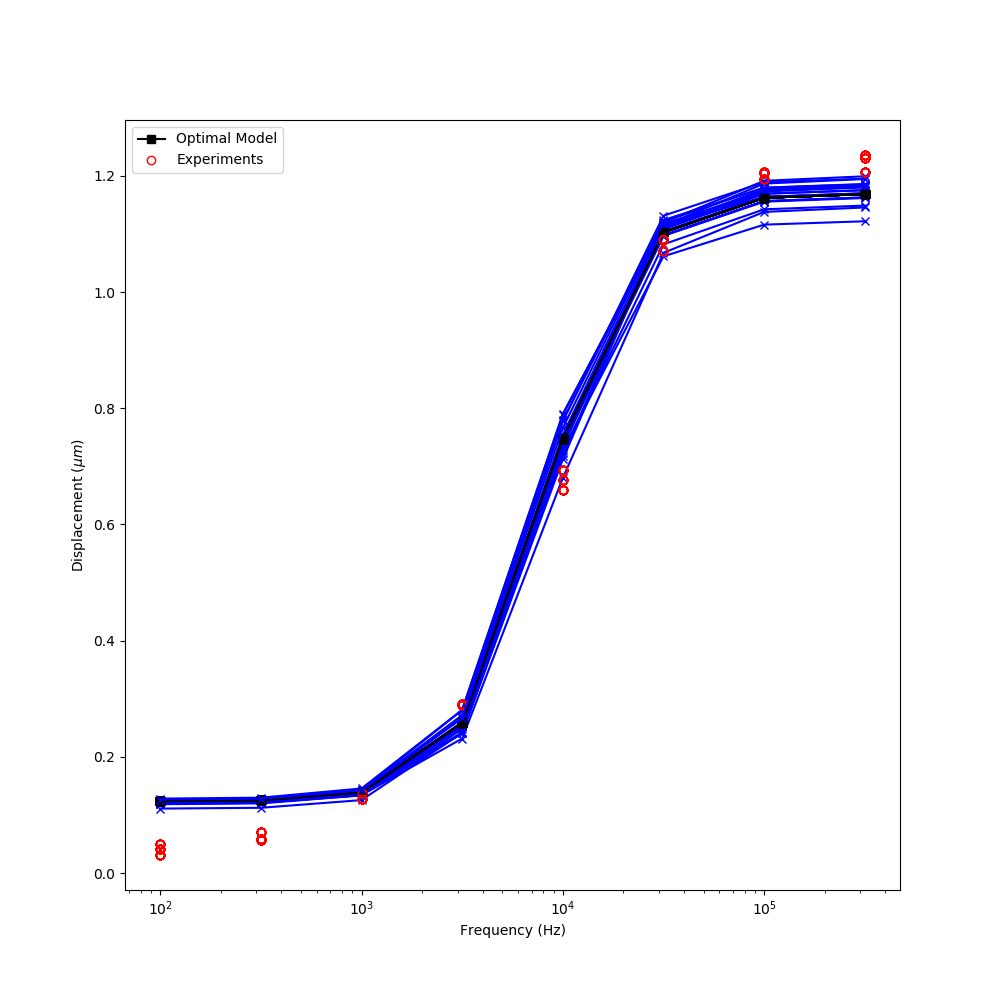 Optimal Model
Experiments
1.2
1.0
0.8
0.6
0.4
0.2
0.0
Displacement (μm)
10²
10³
10⁴
10⁵
Frequency (Hz)